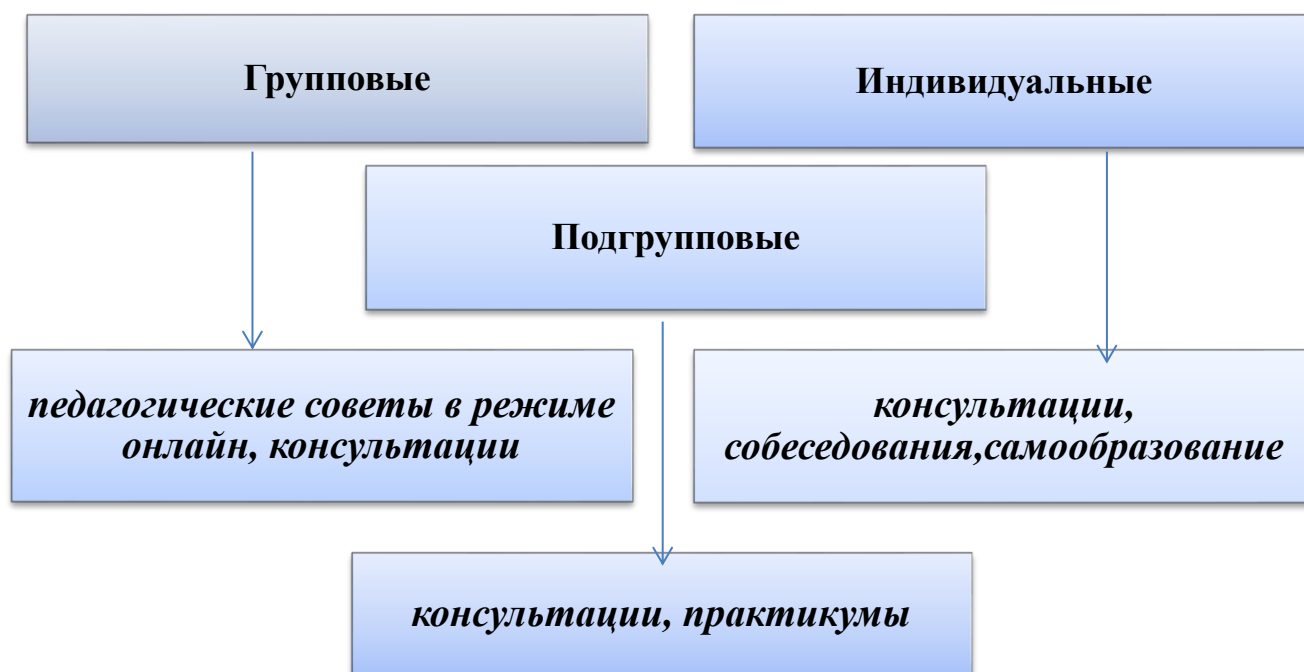 Групповые
Индивидуальные
Подгрупповые
педагогические советы в режиме
онлайн, консультации
консультации,
собеседования,самообразование
консультации, практикумы